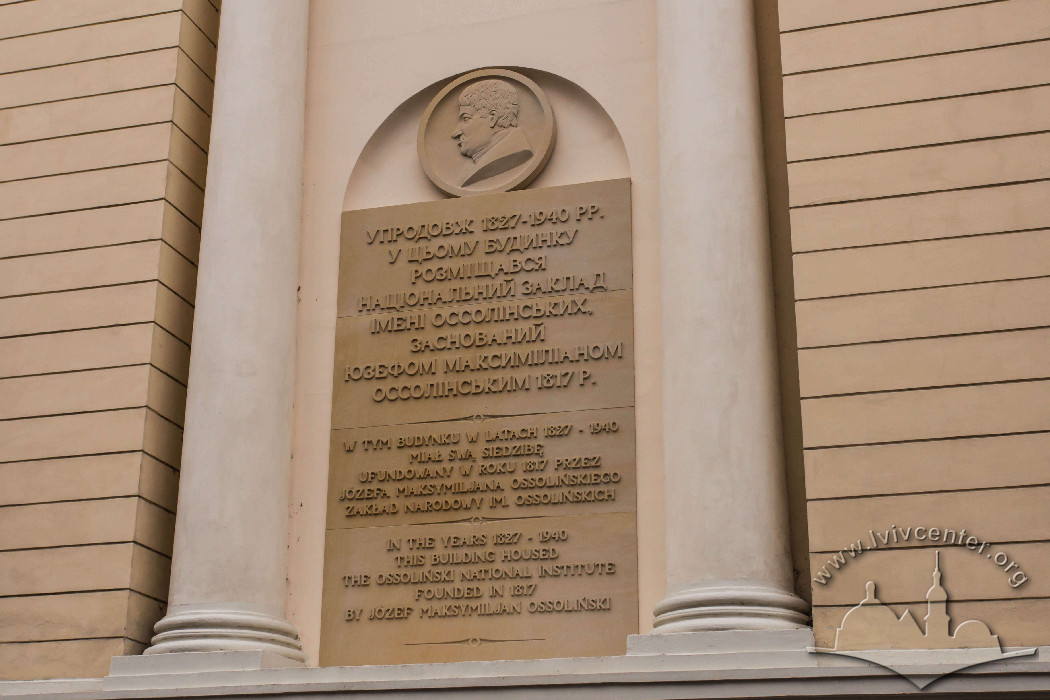 УПРОДОВЖ 1827-1940 РР.
У ЦЬОМУ БУДИНКУ
РОЗМІЩАВСЯ
НАЦІОНАЛЬНИЙ ЗАКЛАД
ІМЕНІ ОССОЛІНСЬКИХ,
ЗАСНОВАНИЙ
ЮЗЕФОМ МАКСИМІЛІАНОМ
ОССОЛІНСЬКИМ 1817 Р.
W TYM BUDYNKU W LATACH 1827 - 1940
MIAŁ SWĄ SIEDZIBĘ
UFUNDOWANY W ROKU 1817 PRZEZ
JÓZEFA MAKSYMILJANA OSSOLIŃSKIEGO
ZAKŁAD NARODOWY IM. OSSOLIŃSKICH
IN THE YEARS 1827 - 1940
THIS BUILDING HOUSED
THE OSSOLIŃSKI NATIONAL INSTITUTE
FOUNDED IN 1817
BY JÓZEF MAKSYMILJAN OSSOLIŃSKI
www.lvivcenter.org